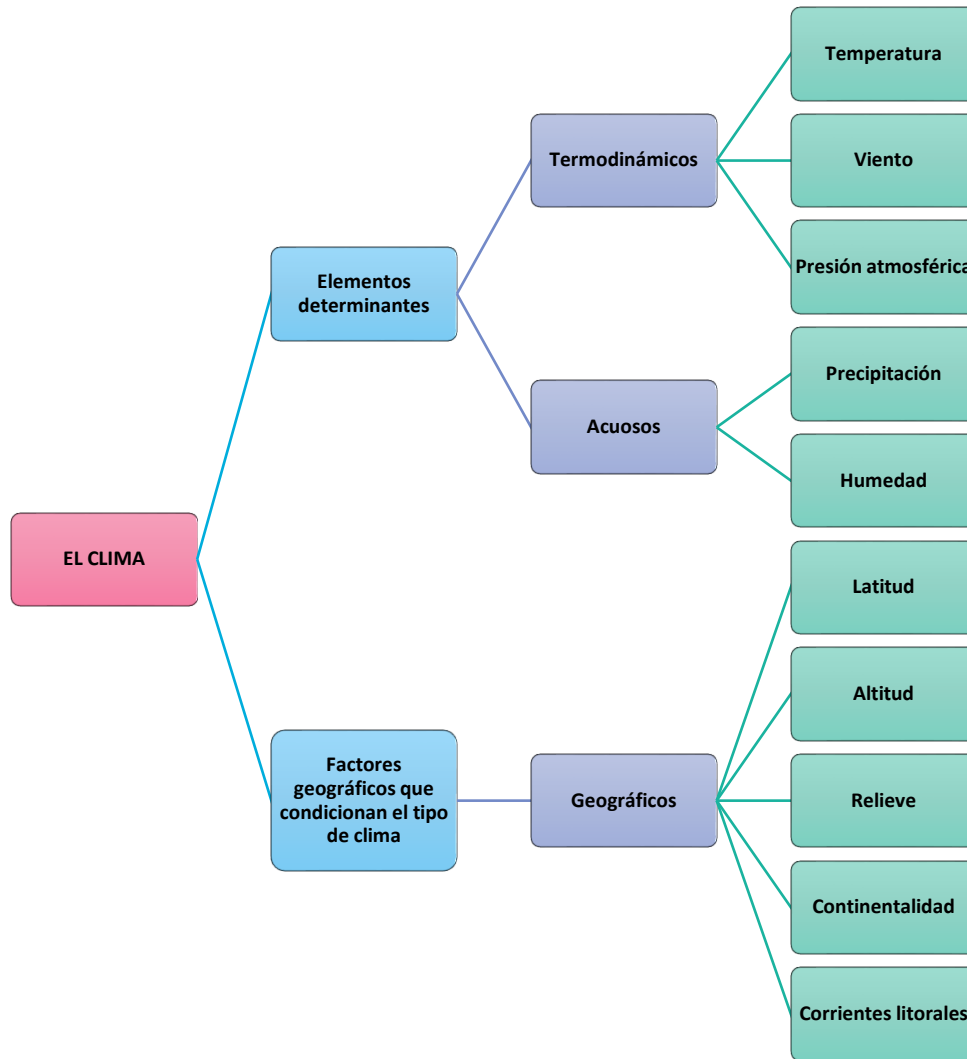 EL CLIMA
Elementos
determinantes
Termodinámicos
Temperatura
Viento
Presión atmosférica
Acuosos
Precipitación
Humedad
Factores
geográficos que
condicionan el tipo
de clima
Geográficos
Latitud
Altitud
Relieve
Continentalidad
Corrientes litorales